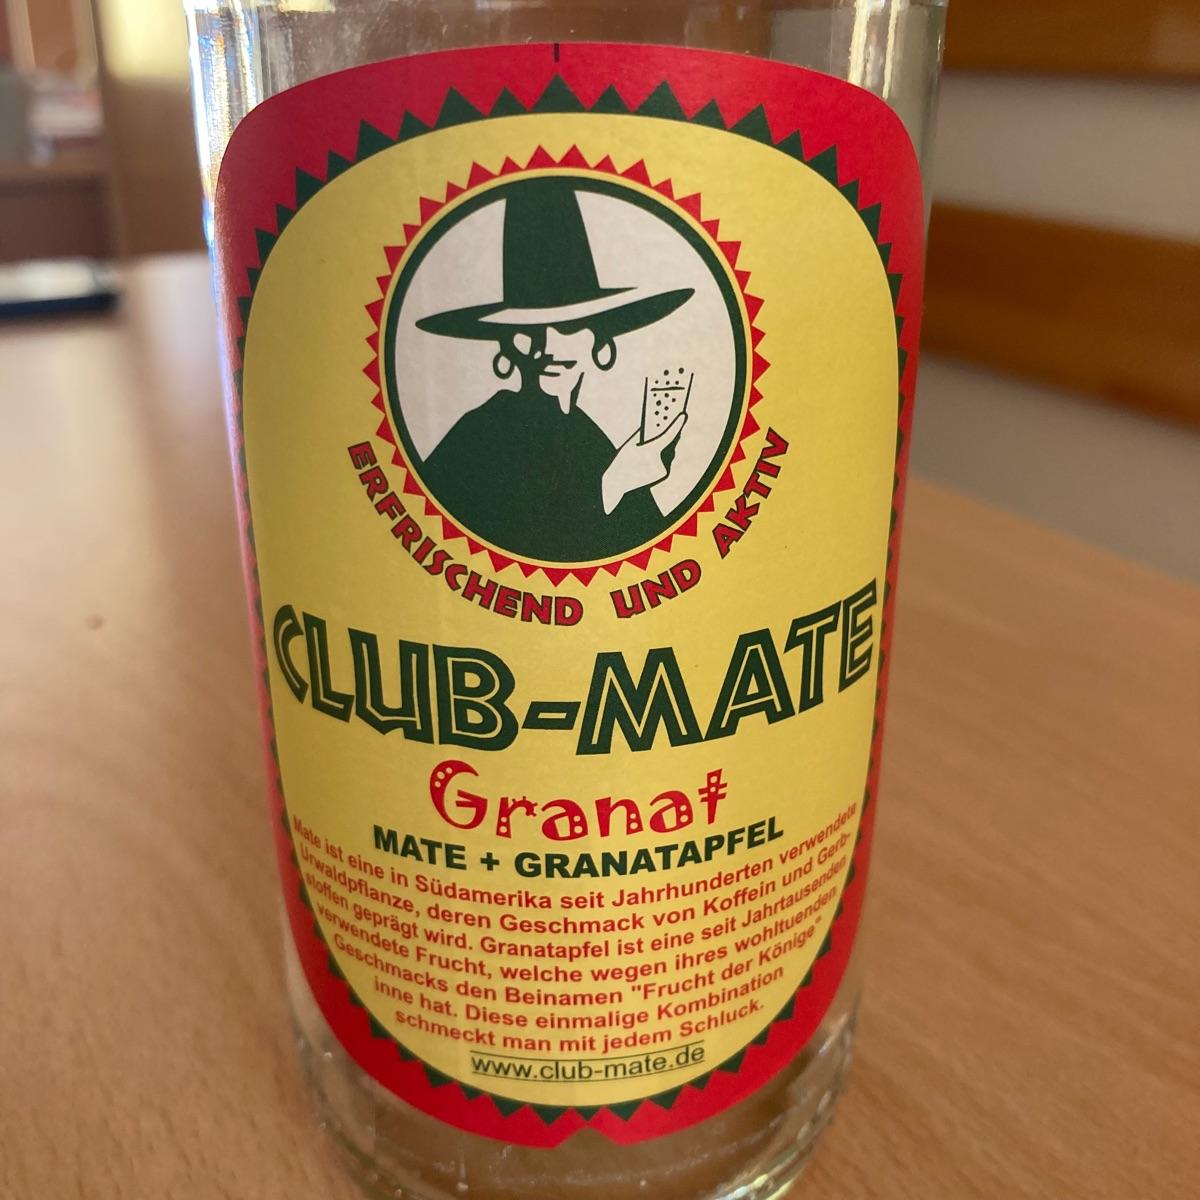 ERFRISCHEND UND AKTIV
CLUB-MATE
Granat
MATE + GRANATAPFEL
Mate ist eine in Südamerika seit Jahrhunderten verwendete
Urwaldpflanze, deren Geschmack von Koffein und Gerb-
stoffen geprägt wird. Granatapfel ist eine seit Jahrtausenden
verwendete Frucht, welche wegen ihres wohltuenden
Geschmacks den Beinamen "Frucht der Könige"
inne hat. Diese einmalige Kombination
schmeckt man mit jedem Schluck.
www.club-mate.de